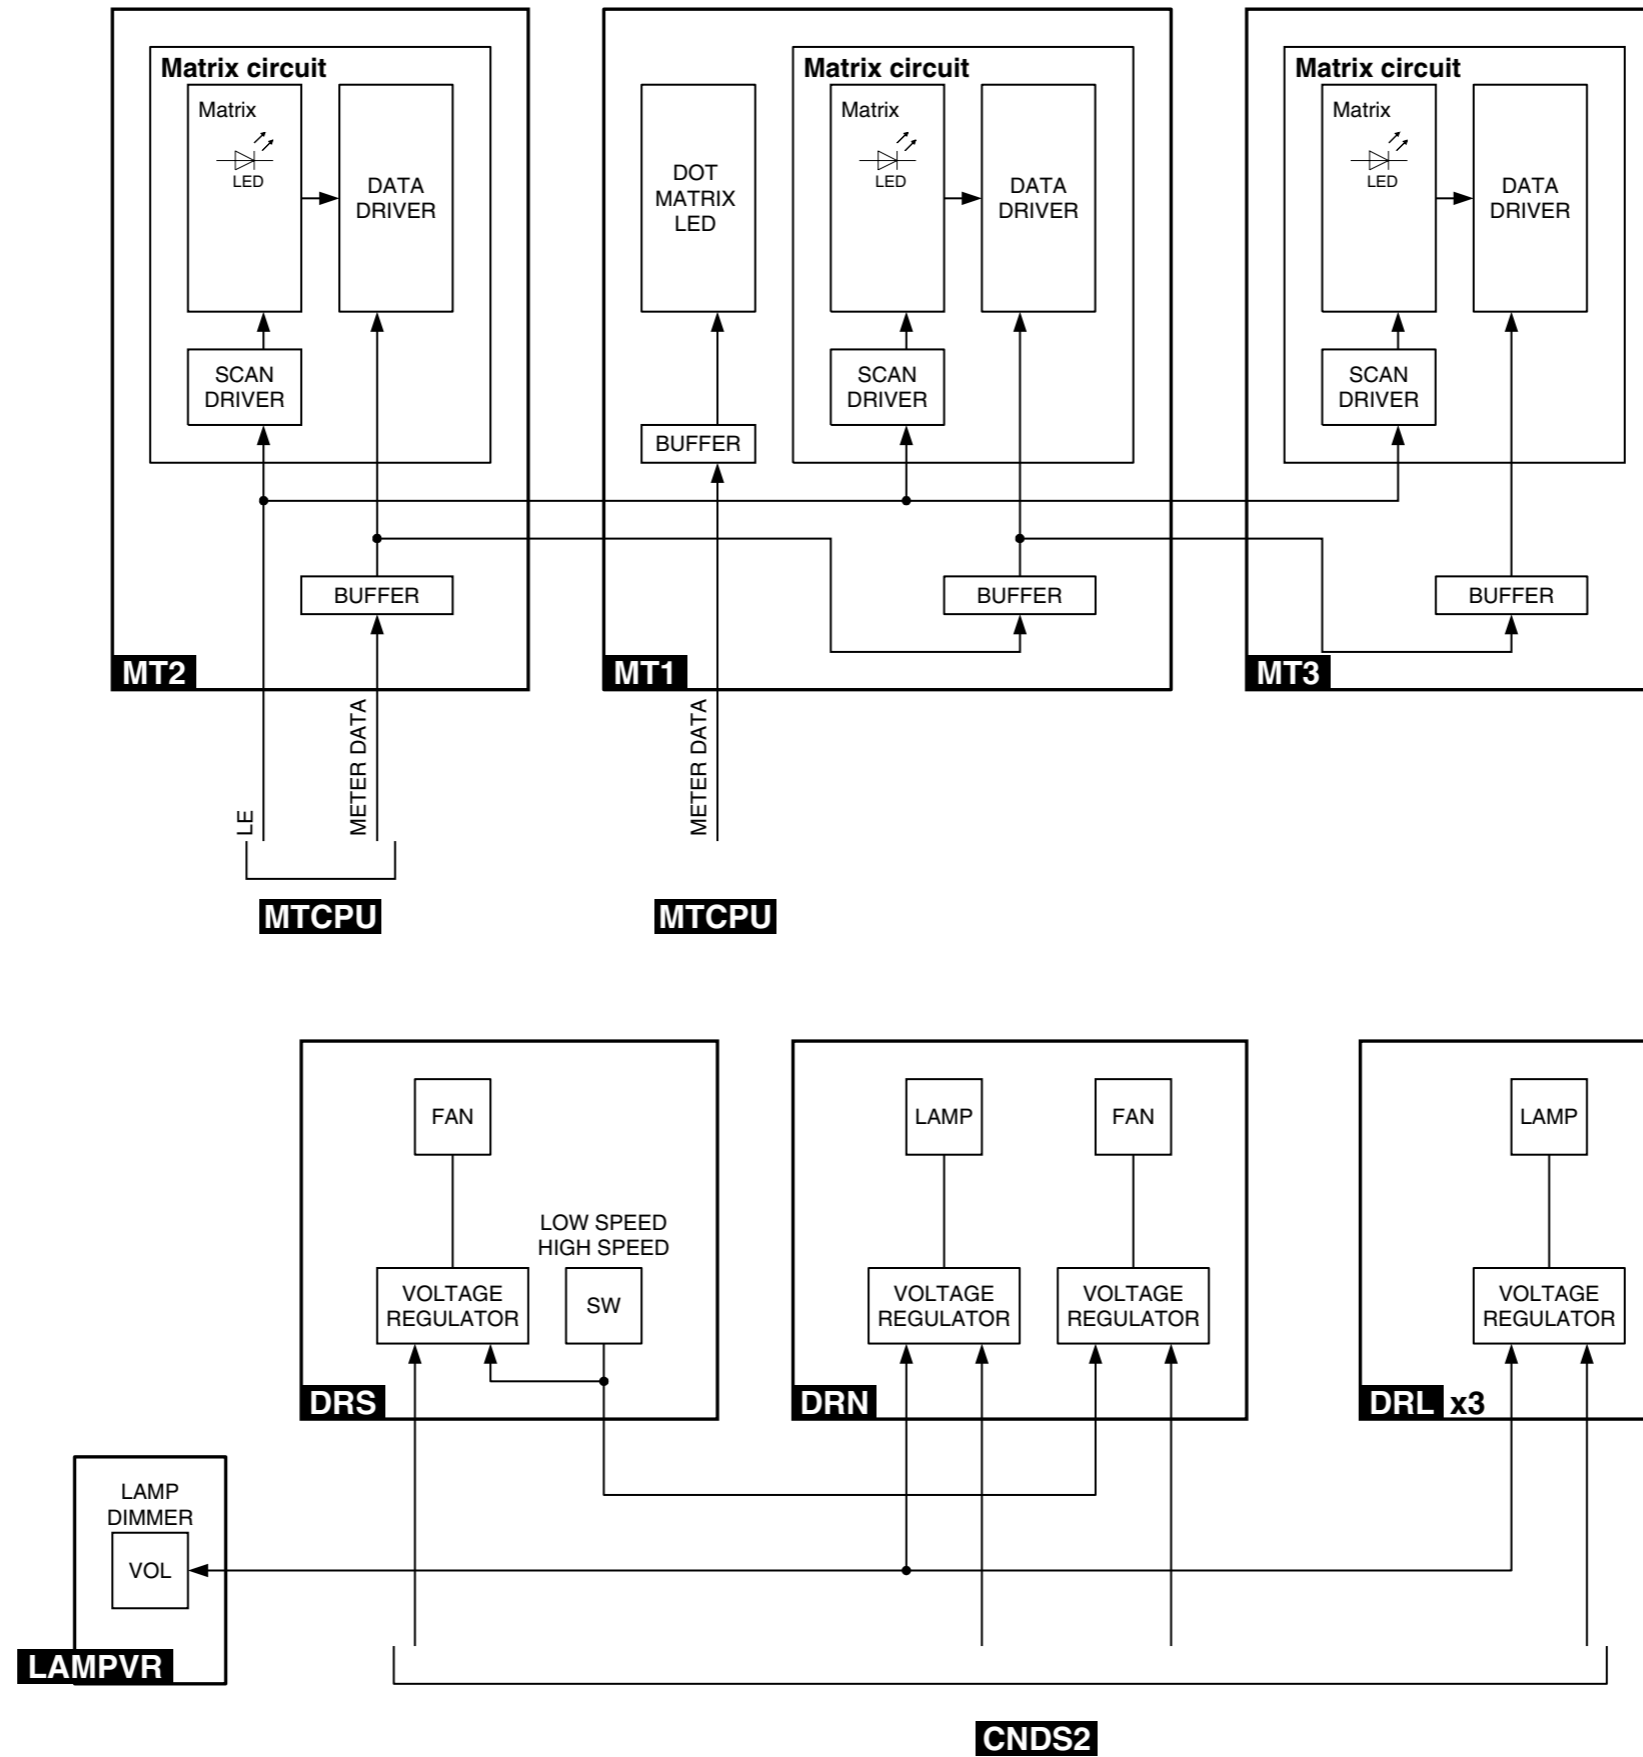 Matrix circuit
Matrix
LED
DATA
DRIVER
SCAN
DRIVER
BUFFER
MT2
DOT
MATRIX
LED
BUFFER
Matrix circuit
Matrix
LED
DATA
DRIVER
SCAN
DRIVER
BUFFER
MT1
Matrix circuit
Matrix
LED
DATA
DRIVER
SCAN
DRIVER
BUFFER
MT3
LE
METER DATA
METER DATA
MTCPU
MTCPU
FAN
LOW SPEED
HIGH SPEED
VOLTAGE
REGULATOR
SW
DRS
LAMP
FAN
VOLTAGE
REGULATOR
VOLTAGE
REGULATOR
DRN
LAMP
VOLTAGE
REGULATOR
DRL x3
LAMP
DIMMER
VOL
LAMPVR
CNDS2